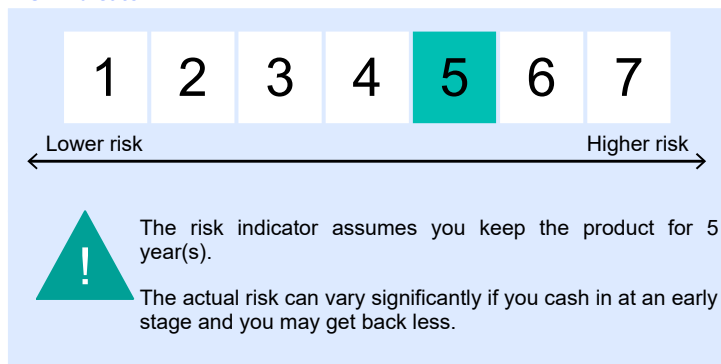 1 2 3 4 5 6 7
Lower risk Higher risk
!
The risk indicator assumes you keep the product for 5
year(s).
The actual risk can vary significantly if you cash in at an early
stage and you may get back less.